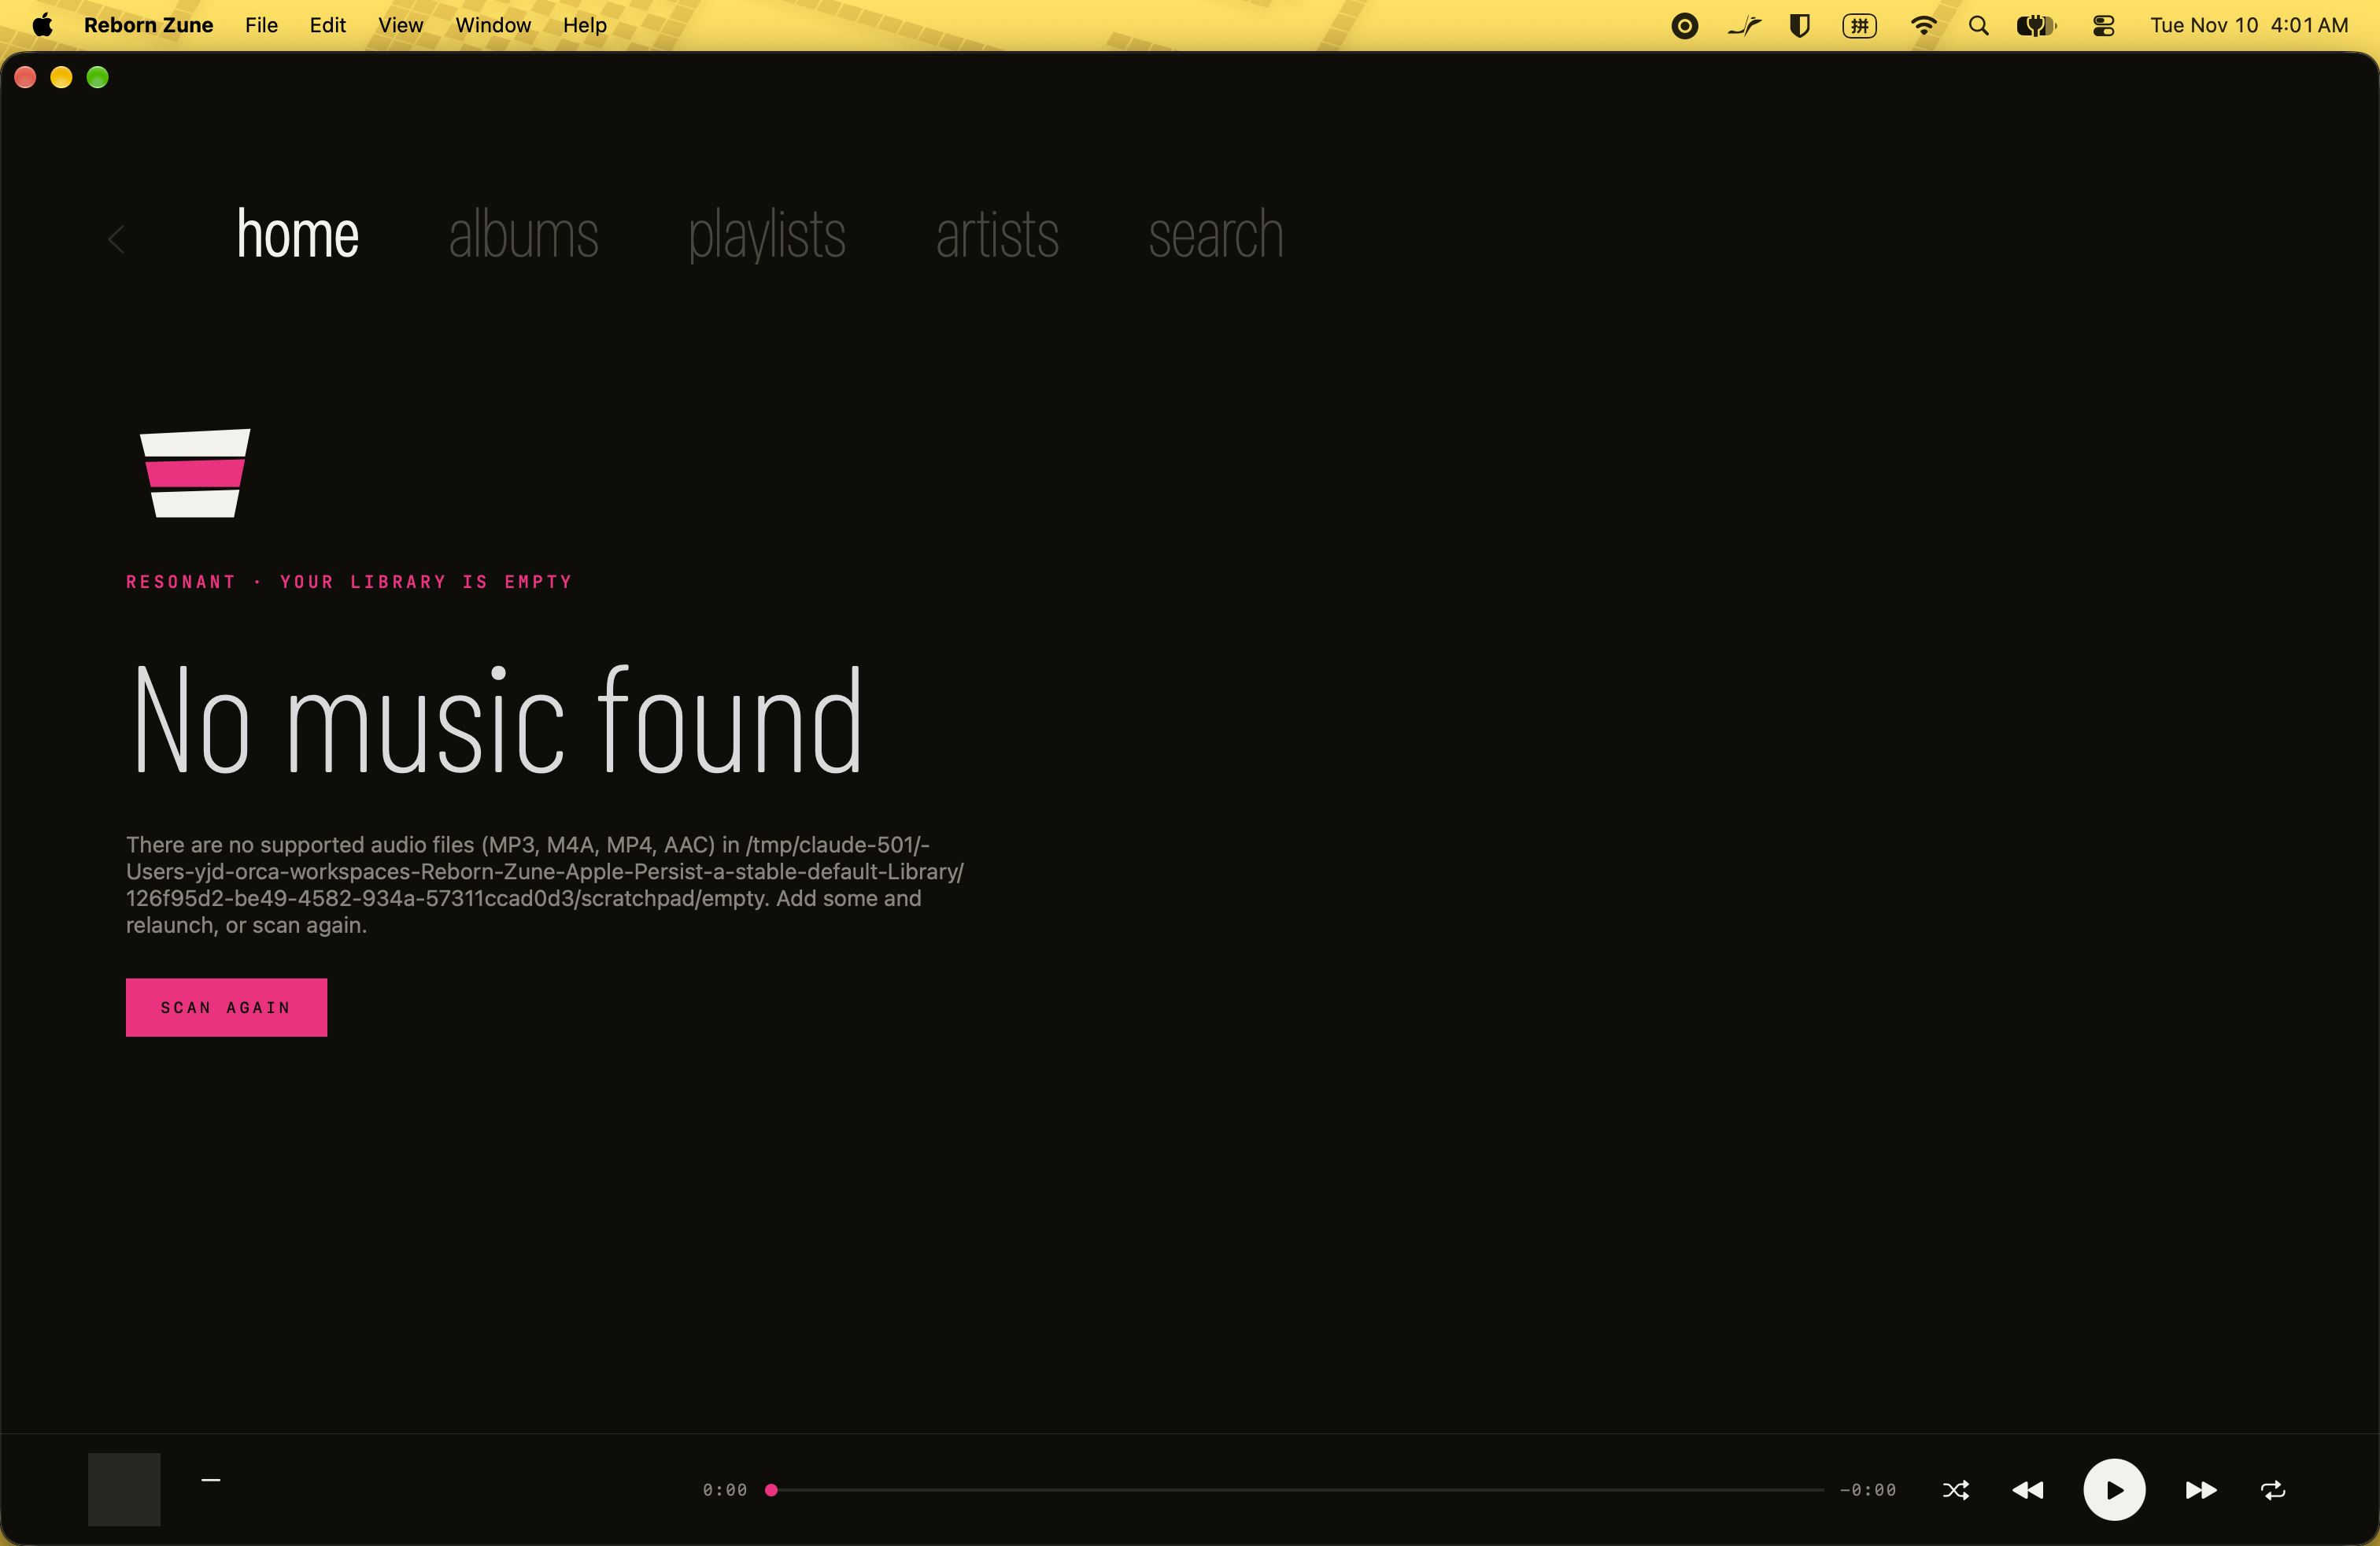 Reborn Zune File Edit View Window Help 拼 Tue Nov 10 4:01 AM
home albums playlists artists search
RESONANT · YOUR LIBRARY IS EMPTY
No music found
There are no supported audio files (MP3, M4A, MP4, AAC) in /tmp/claude-501/-
Users-yjd-orca-workspaces-Reborn-Zune-Apple-Persist-a-stable-default-Library/
126f95d2-be49-4582-934a-57311ccad0d3/scratchpad/empty. Add some and
relaunch, or scan again.
SCAN AGAIN
— 0:00 -0:00